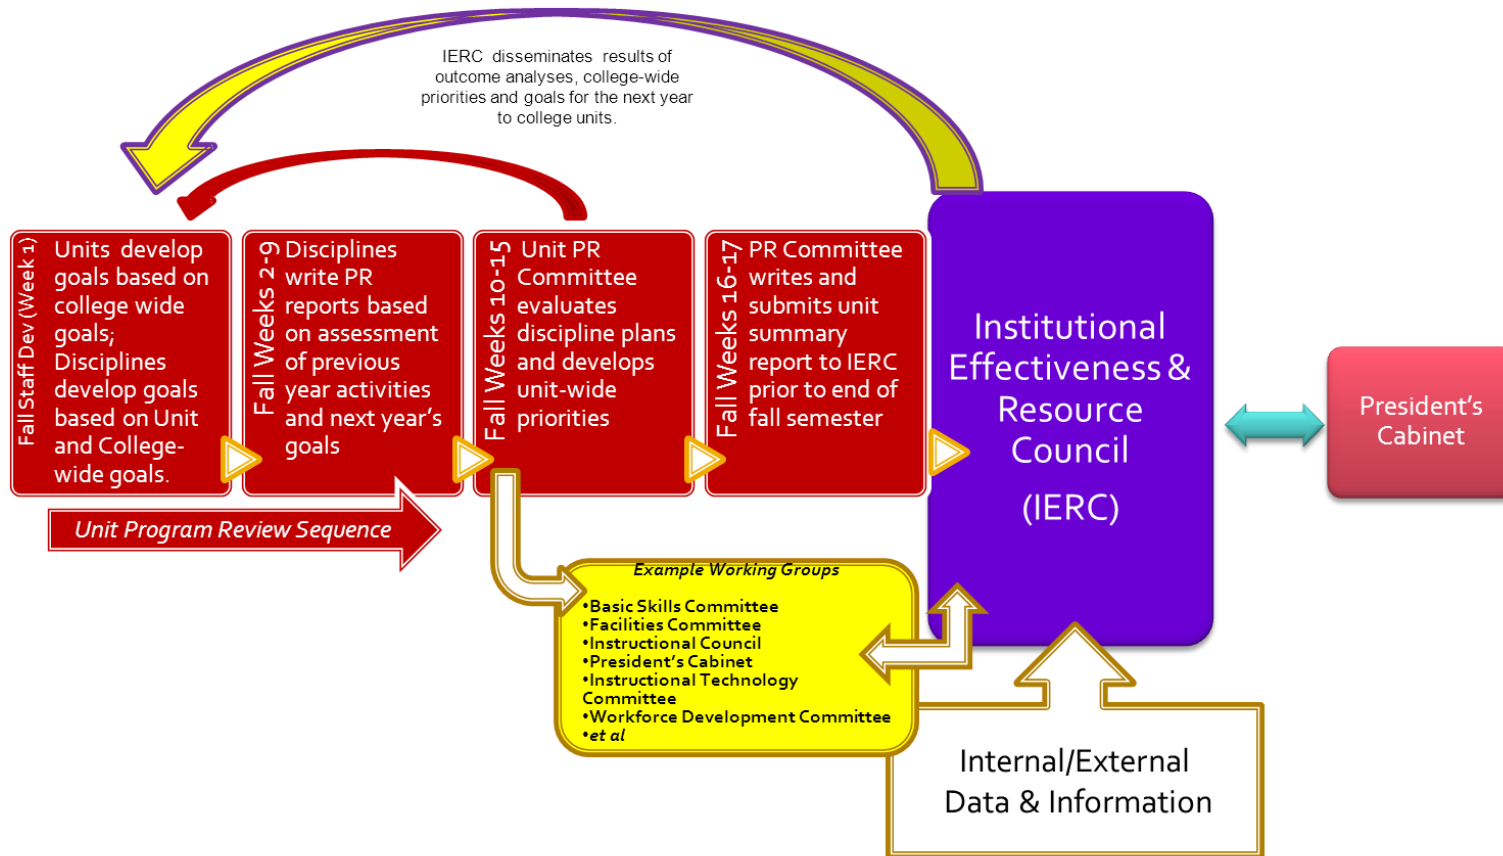 IERC disseminates results of
outcome analyses, college-wide
priorities and goals for the next year
to college units.
Fall Staff Dev (Week 1)
Units develop
goals based on
college wide
goals;
Disciplines
develop goals
based on Unit
and College-
wide goals.
Fall Weeks 2-9
Disciplines
write PR
reports based
on assessment
of previous
year activities
and next year's
goals
Fall Weeks 10-15
Unit PR
Committee
evaluates
discipline plans
and develops
unit-wide
priorities
Fall Weeks 16-17
PR Committee
writes and
submits unit
summary
report to IERC
prior to end of
fall semester
Institutional
Effectiveness &
Resource
Council
(IERC)
President's
Cabinet
Unit Program Review Sequence
Example Working Groups
•Basic Skills Committee
•Facilities Committee
•Instructional Council
•President's Cabinet
•Instructional Technology
Committee
•Workforce Development Committee
•et al
Internal/External
Data & Information